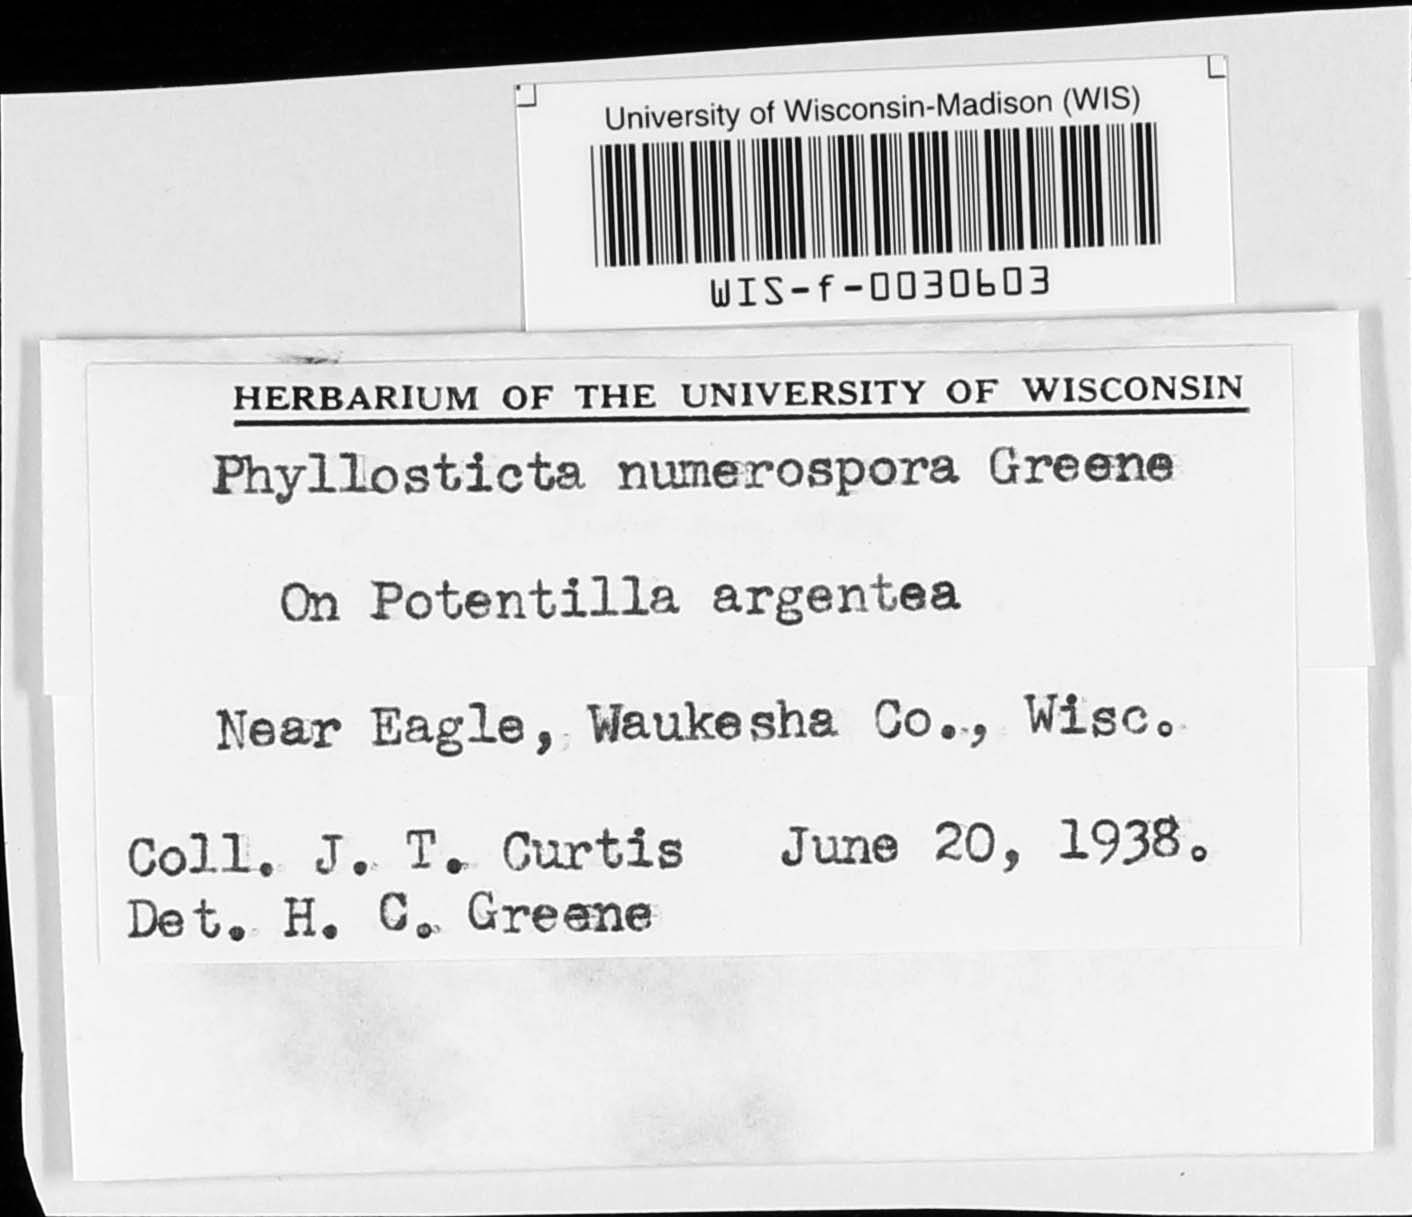 University of Wisconsin-Madison (WIS)
WIS-f-0030603
HERBARIUM OF THE UNIVERSITY OF WISCONSIN
Phyllosticta numerospora Greene
On Potentilla argentea
Near Eagle, Waukesha Co., Wisc.
Coll. J. T. Curtis June 20, 1938.
Det. H. C. Greene